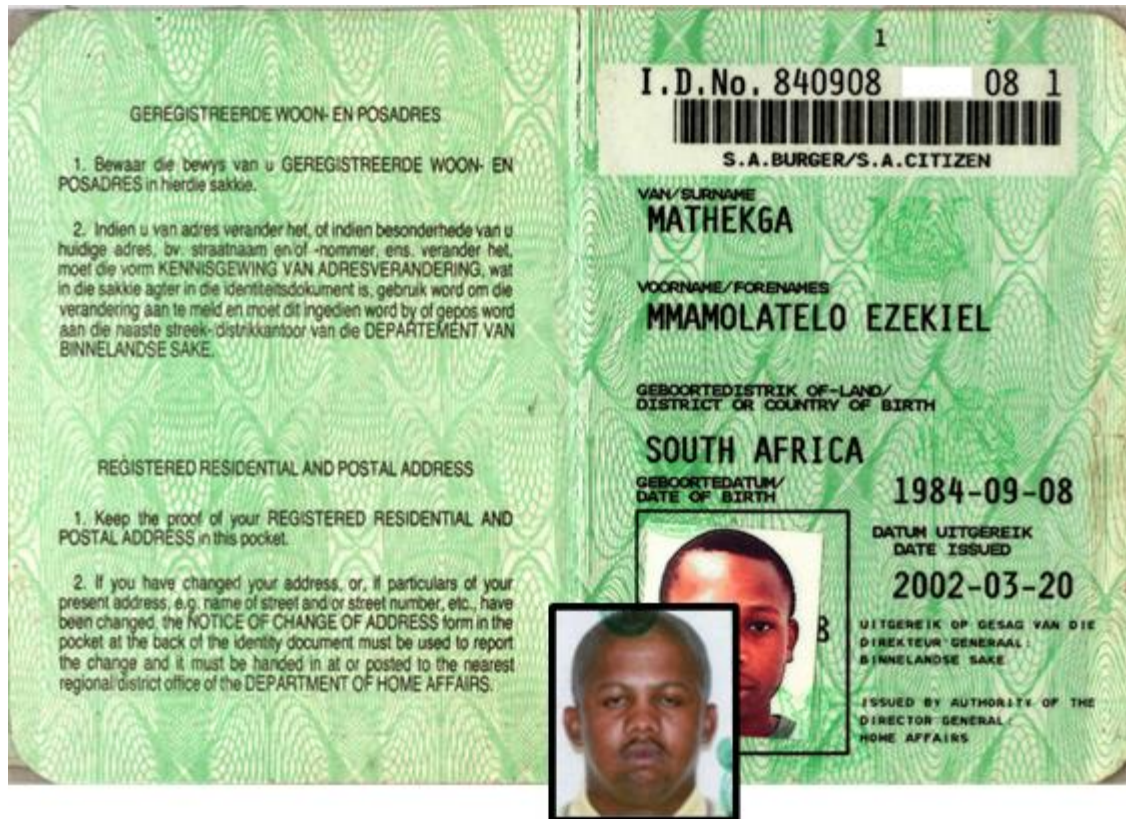 GEREGISTREERDE WOON- EN POSADRES
1. Bewaar die bewys van u GEREGISTREERDE WOON- EN
POSADRES in hierdie sakkie.
2. Indien u van adres verander het, of indien besonderhede van u
huidige adres, bv. straatnaam en/of -nommer, ens. verander het,
moet die vorm KENNISGEWING VAN ADRESVERANDERING, wat
in die sakkie agter in die identiteitsdokument is, gebruik word om die
verandering aan te meld en moet dit ingedien word by of gepos word
aan die naaste streek-/distrikkantoor van die DEPARTEMENT VAN
BINNELANDSE SAKE.
REGISTERED RESIDENTIAL AND POSTAL ADDRESS
1. Keep the proof of your REGISTERED RESIDENTIAL AND
POSTAL ADDRESS in this pocket.
2. If you have changed your address, or, if particulars of your
present address, e.g. name of street and/or street number, etc., have
been changed, the NOTICE OF CHANGE OF ADDRESS form in the
pocket at the back of the identity document must be used to report
the change and it must be handed in at or posted to the nearest
regional/district office of the DEPARTMENT OF HOME AFFAIRS.
1
I.D.No. 840908 08 1
S.A.BURGER/S.A.CITIZEN
VAN/SURNAME
MATHEKGA
VOORNAME/FORENAMES
MMAMOLATELO EZEKIEL
GEBOORTEDISTRIK OF-LAND/
DISTRICT OR COUNTRY OF BIRTH
SOUTH AFRICA
GEBOORTEDATUM/
DATE OF BIRTH
1984-09-08
DATUM UITGEREIK
DATE ISSUED
2002-03-20
8
UITGEREIK OP GESAG VAN DIE
DIREKTEUR GENERAAL:
BINNELANDSE SAKE
ISSUED BY AUTHORITY OF THE
DIRECTOR GENERAL:
HOME AFFAIRS